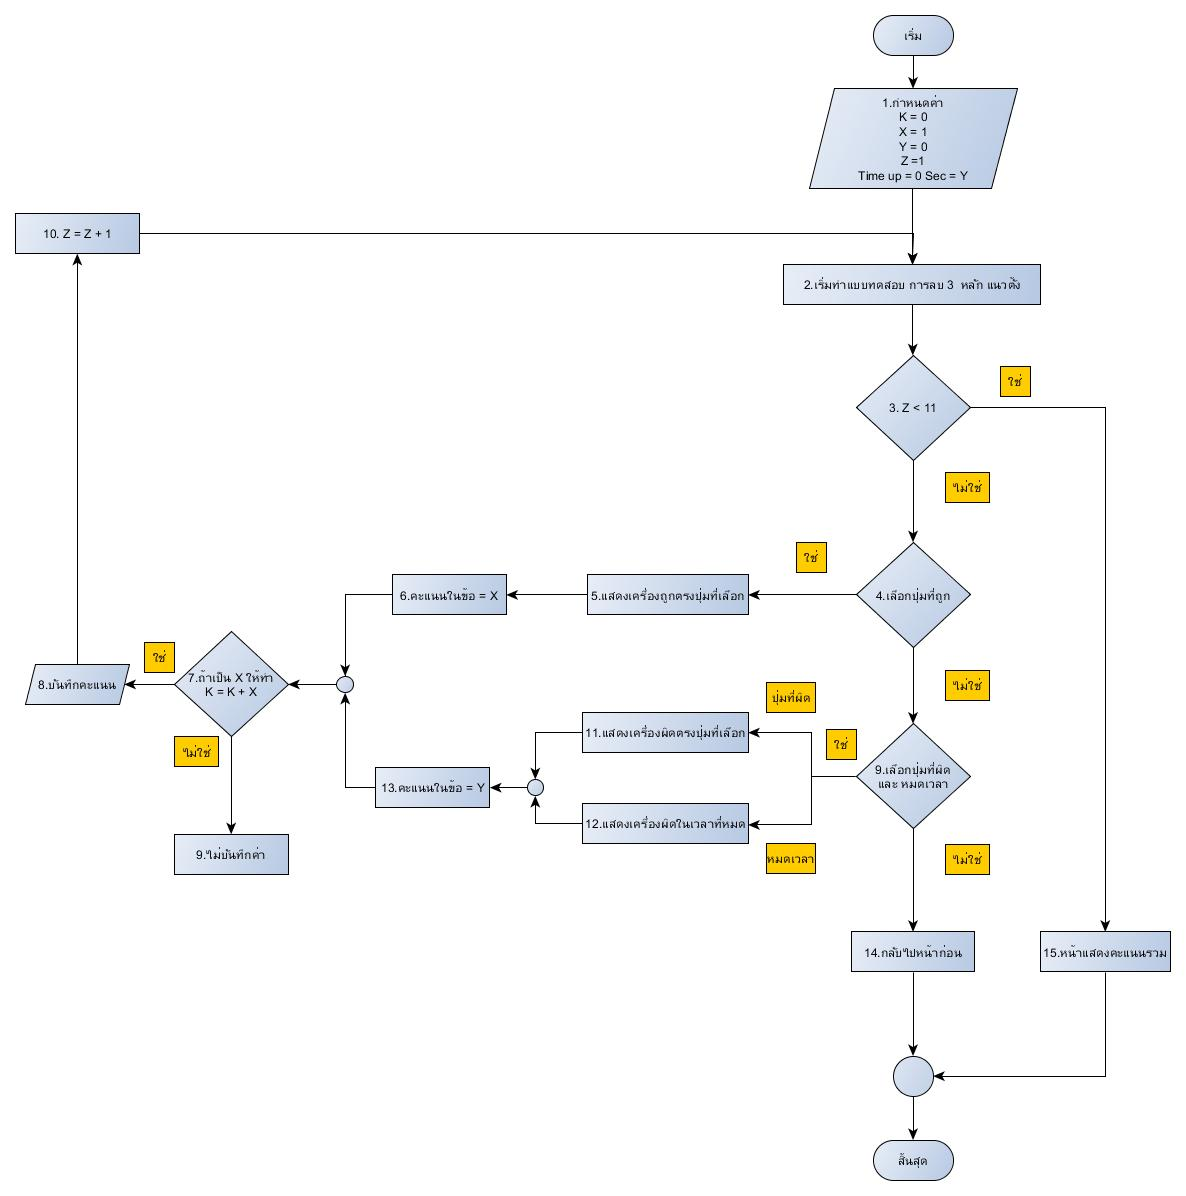 เริ่ม
1.กำหนดค่า
K = 0
X = 1
Y = 0
Z =1
Time up = 0 Sec = Y
10. Z = Z + 1
2.เริ่มทำแบบทดสอบ การลบ 3 หลัก แนวตั้ง
ใช่
3. Z < 11
ไม่ใช่
ใช่
6.คะแนนในข้อ = X
5.แสดงเครื่องถูกตรงปุ่มที่เลือก
4.เลือกปุ่มที่ถูก
ใช่
8.บันทึกคะแนน
7.ถ้าเป็น X ให้ทำ
K = K + X
ไม่ใช่
ไม่ใช่
ปุ่มที่ผิด
11.แสดงเครื่องผิดตรงปุ่มที่เลือก
ใช่
13.คะแนนในข้อ = Y
9.เลือกปุ่มที่ผิด
และ หมดเวลา
12.แสดงเครื่องผิดในเวลาที่หมด
9.ไม่บันทึกค่า
หมดเวลา
ไม่ใช่
14.กลับไปหน้าก่อน
15.หน้าแสดงคะแนนรวม
สิ้นสุด